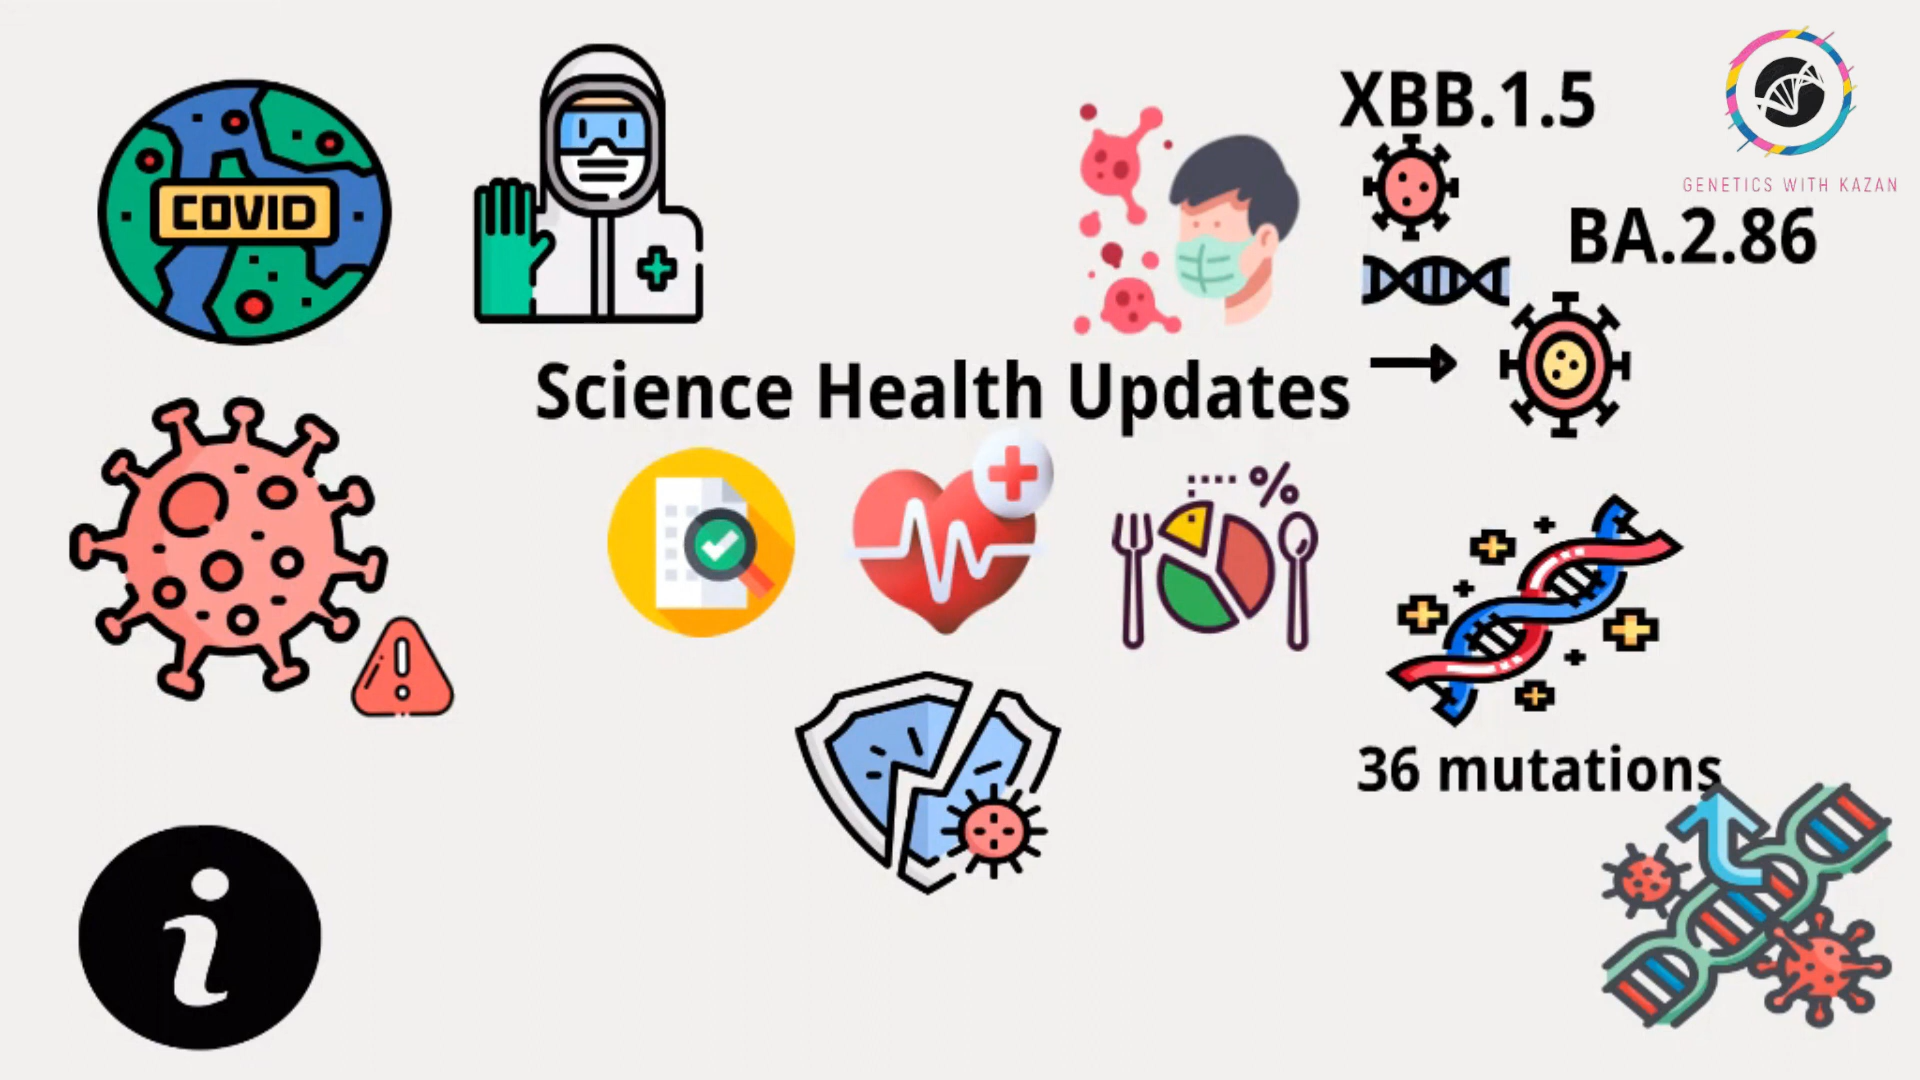 COVID
XBB.1.5
GENETICS WITH KAZAN
BA.2.86
Science Health Updates
%
36 mutations
i